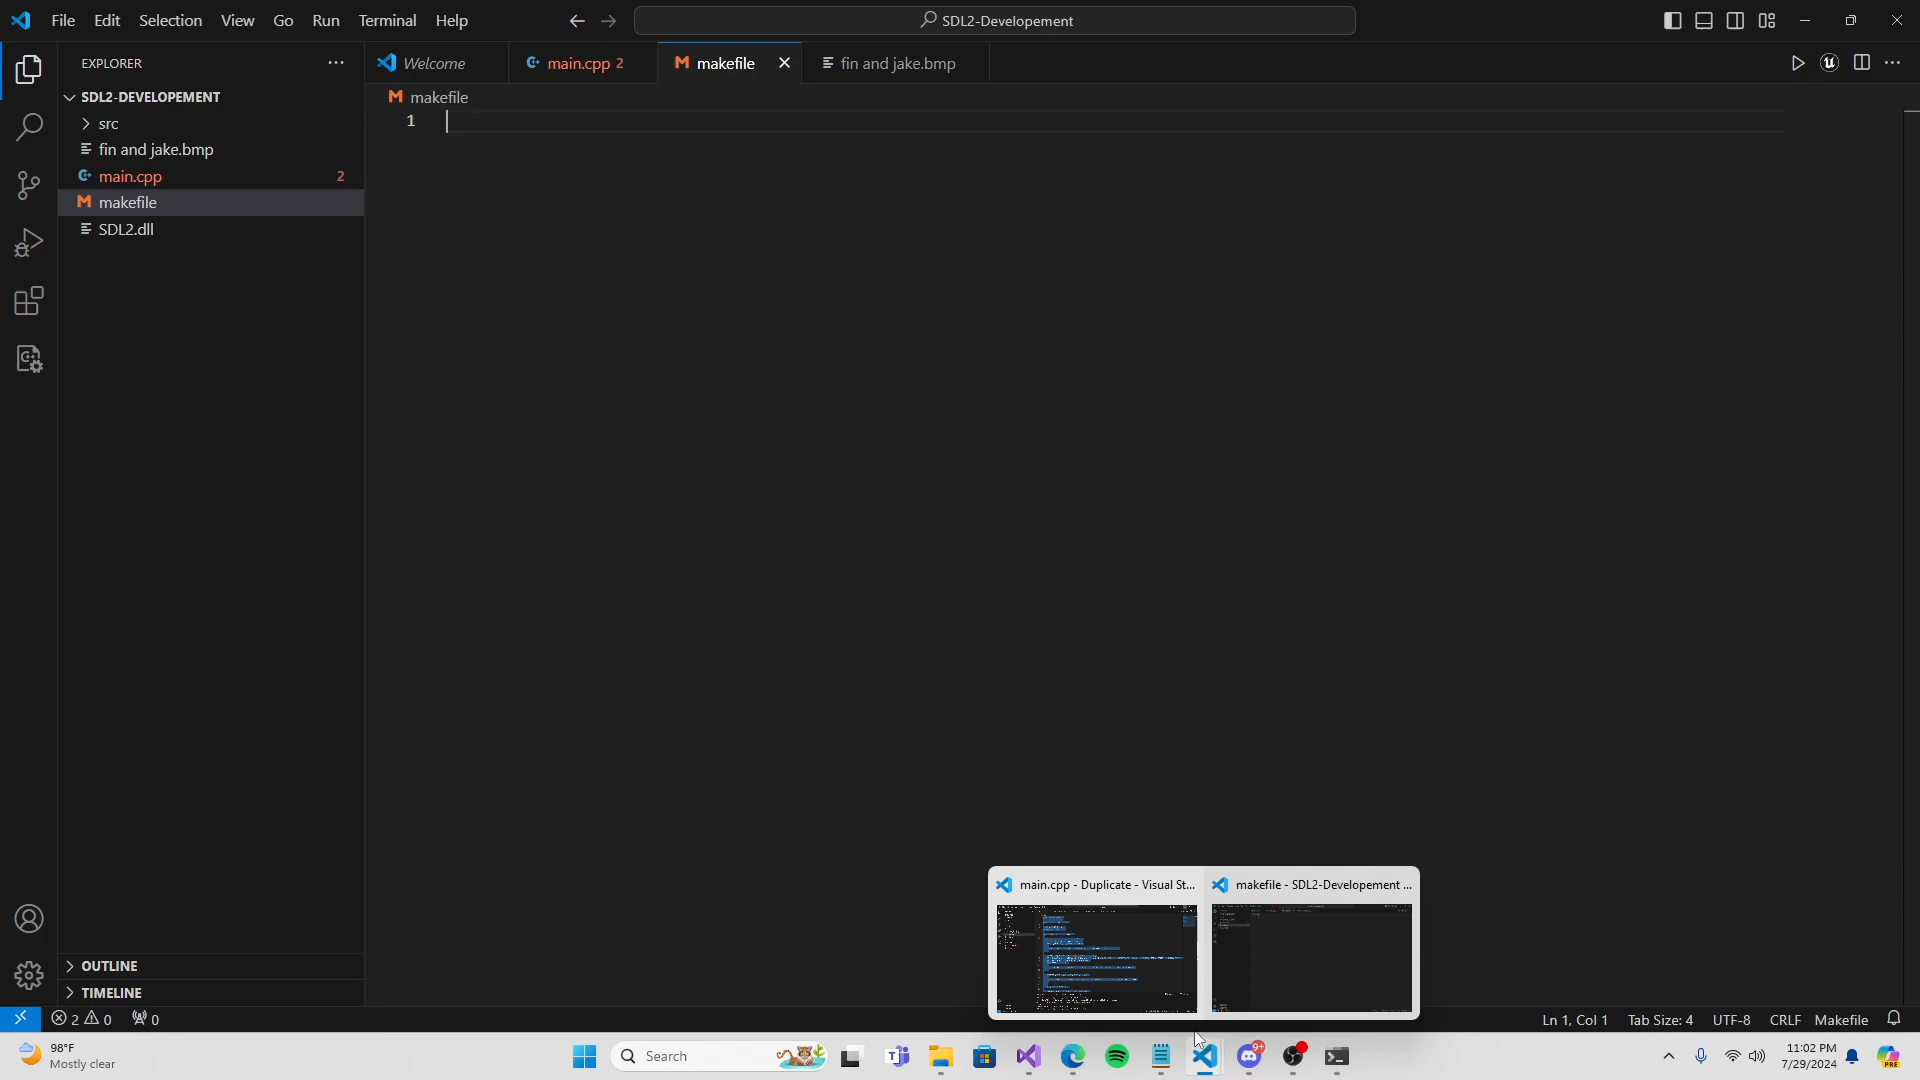 File Edit Selection View Go Run Terminal Help
SDL2-Developement
EXPLORER
SDL2-DEVELOPEMENT
src
fin and jake.bmp
main.cpp 2
makefile
SDL2.dll
OUTLINE
TIMELINE
Welcome
main.cpp 2
makefile
fin and jake.bmp
makefile
1
main.cpp - Duplicate - Visual St...
makefile - SDL2-Developement ...
2 0 0
Ln 1, Col 1 Tab Size: 4 UTF-8 CRLF Makefile
98°F
Mostly clear
Search
9+
11:02 PM
7/29/2024
PRE